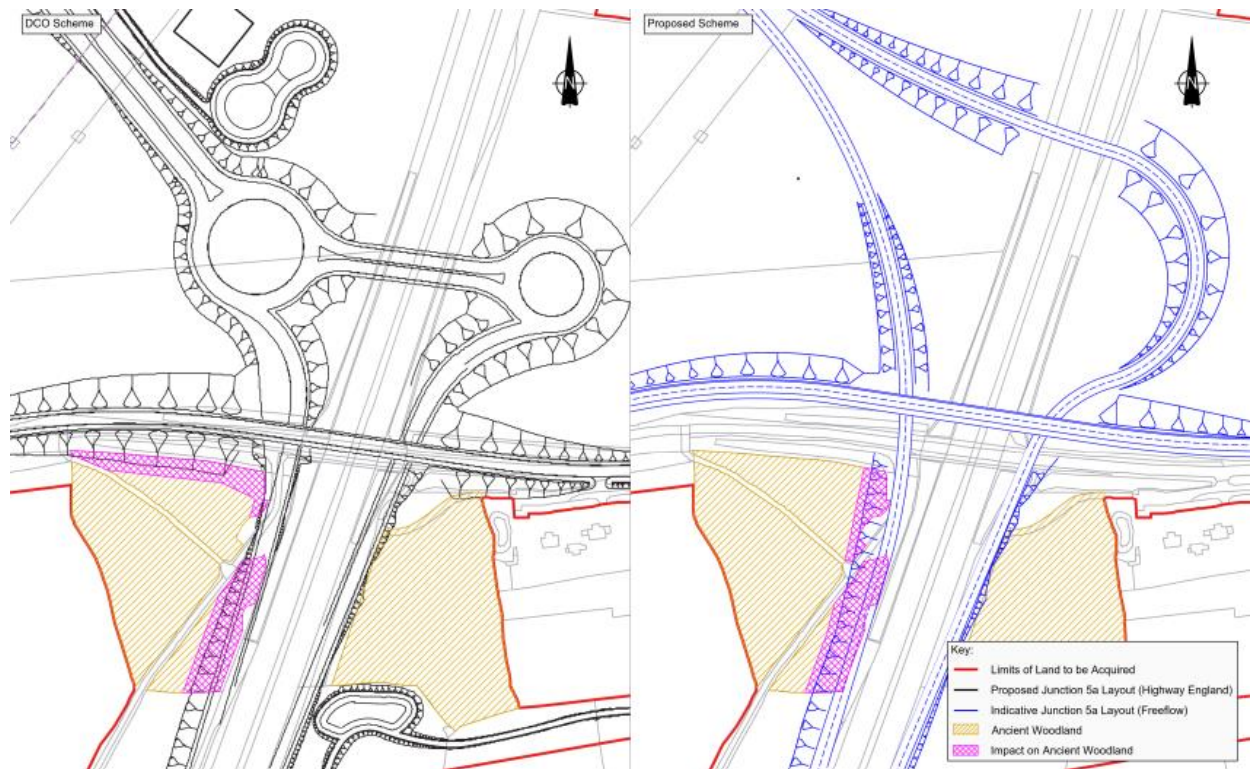 DCO Scheme
Proposed Scheme
N
N
Key:
Limits of Land to be Acquired
Proposed Junction 5a Layout (Highway England)
Indicative Junction 5a Layout (Freeflow)
Ancient Woodland
Impact on Ancient Woodland